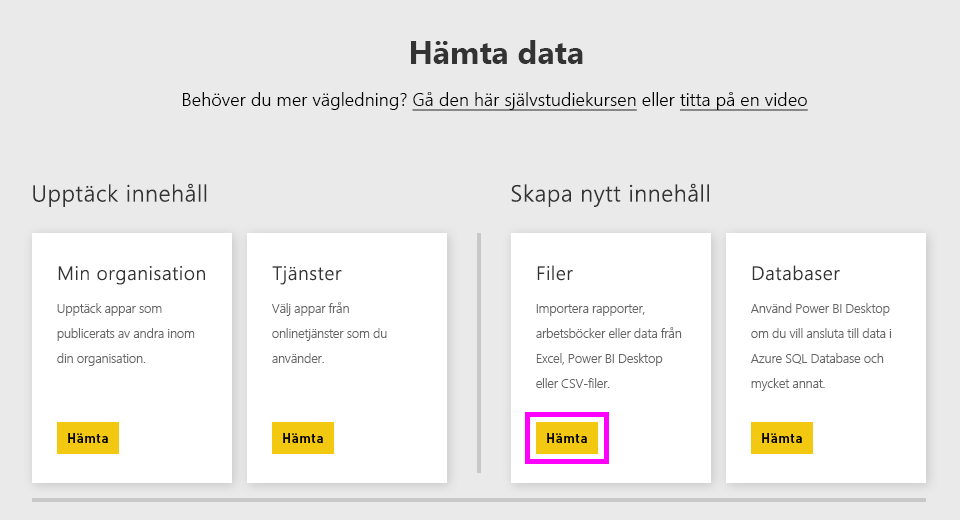 Hämta data
Behöver du mer vägledning? Gå den här självstudiekursen eller titta på en video
Upptäck innehåll
Min organisation
Upptäck appar som
publicerats av andra inom
din organisation.
Hämta
Tjänster
Välj appar från
onlinetjänster som du
använder.
Hämta
Skapa nytt innehåll
Filer
Importera rapporter,
arbetsböcker eller data från
Excel, Power BI Desktop
eller CSV-filer.
Hämta
Databaser
Använd Power BI Desktop
om du vill ansluta till data i
Azure SQL Database och
mycket annat.
Hämta